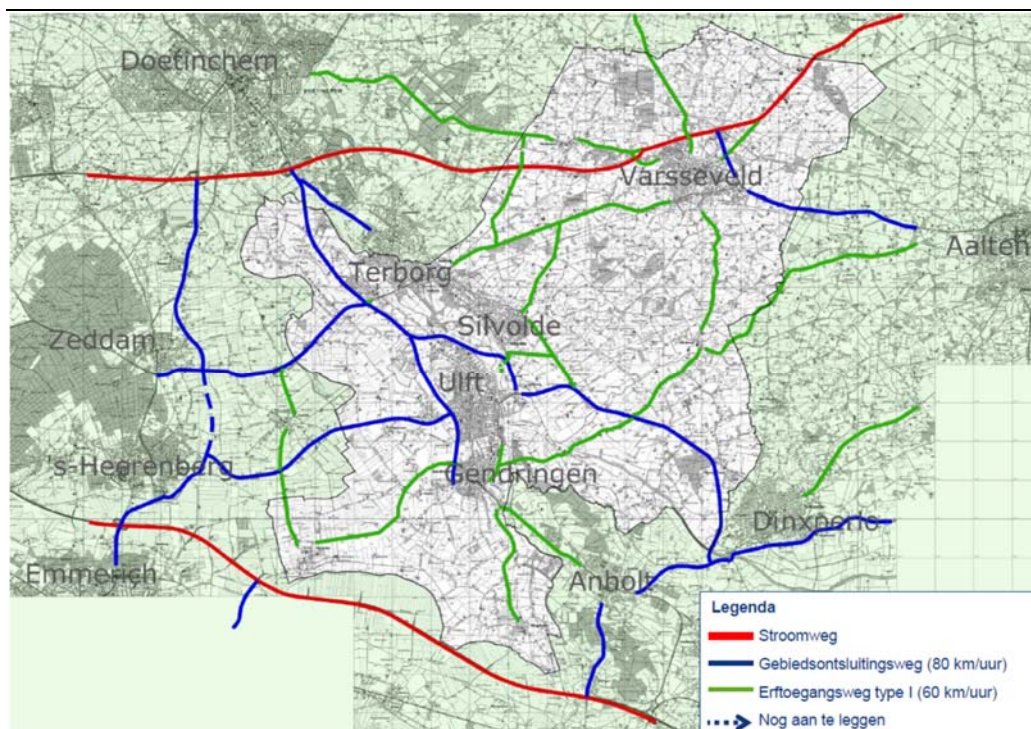 Doetinchem
Varsseveld
Aalten
Terborg
Zeddam
Silvolde
Ulft
's-Heerenberg
Gendringen
Dinxperlo
Emmerich
Anholt
Legenda
Stroomweg
Gebiedsontsluitingsweg (80 km/uur)
Erftoegangsweg type I (60 km/uur)
Nog aan te leggen